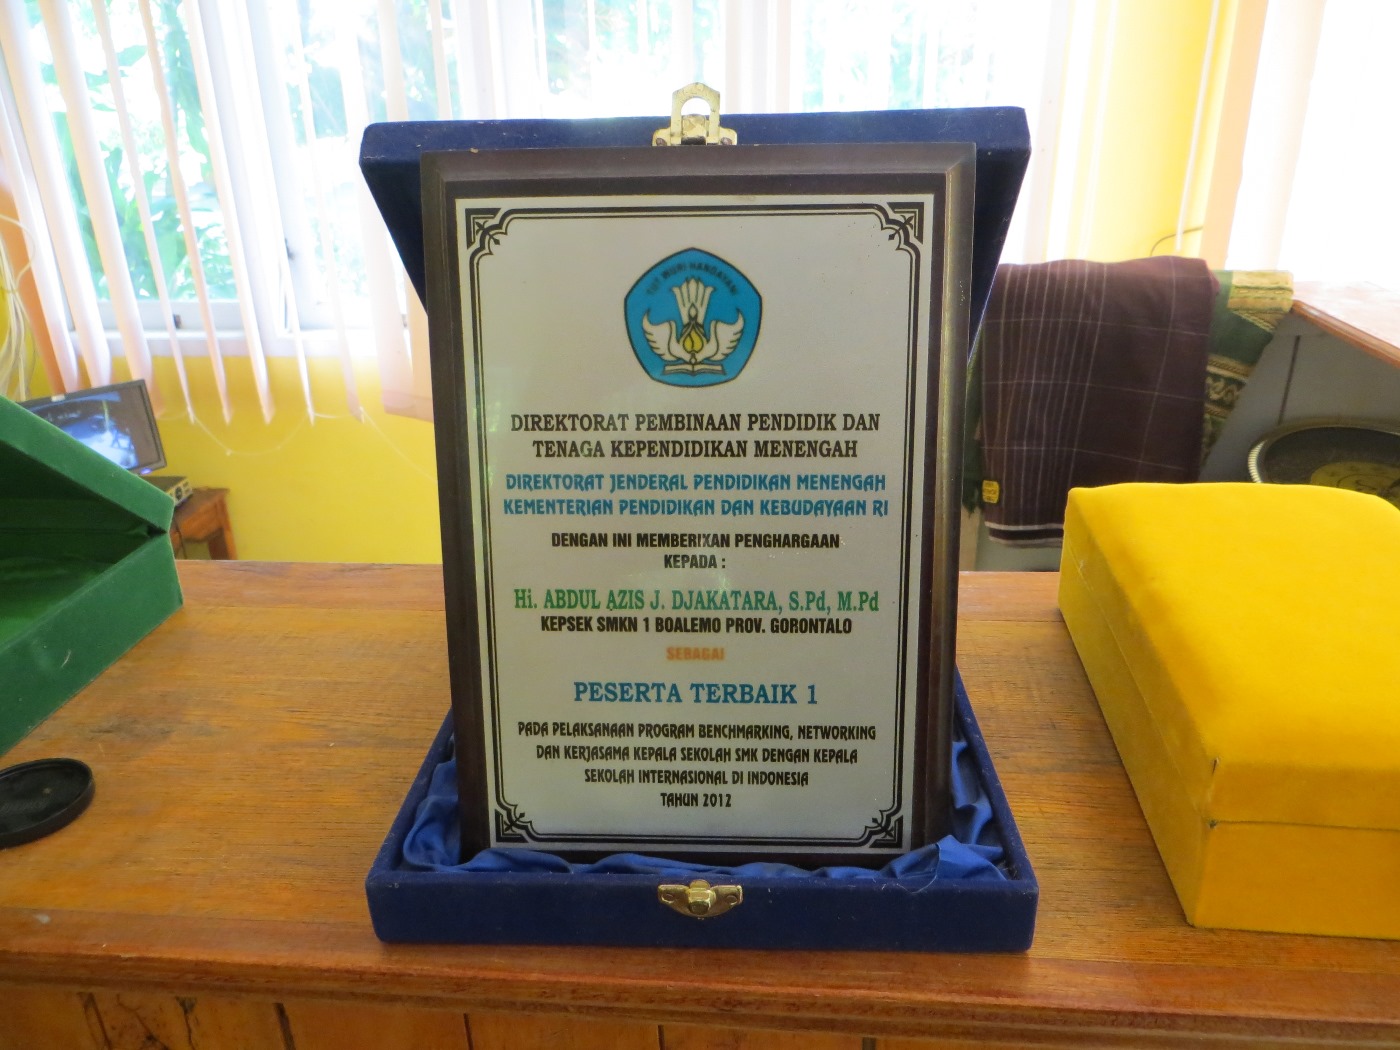 TUT WURI HANDAYANI
DIREKTORAT PEMBINAAN PENDIDIK DAN
TENAGA KEPENDIDIKAN MENENGAH
DIREKTORAT JENDERAL PENDIDIKAN MENENGAH
KEMENTERIAN PENDIDIKAN DAN KEBUDAYAAN RI
DENGAN INI MEMBERIKAN PENGHARGAAN
KEPADA :
Hi. ABDUL AZIS J. DJAKATARA, S.Pd, M.Pd
KEPSEK SMKN 1 BOALEMO PROV. GORONTALO
SEBAGAI
PESERTA TERBAIK 1
PADA PELAKSANAAN PROGRAM BENCHMARKING, NETWORKING
DAN KERJASAMA KEPALA SEKOLAH SMK DENGAN KEPALA
SEKOLAH INTERNASIONAL DI INDONESIA
TAHUN 2012